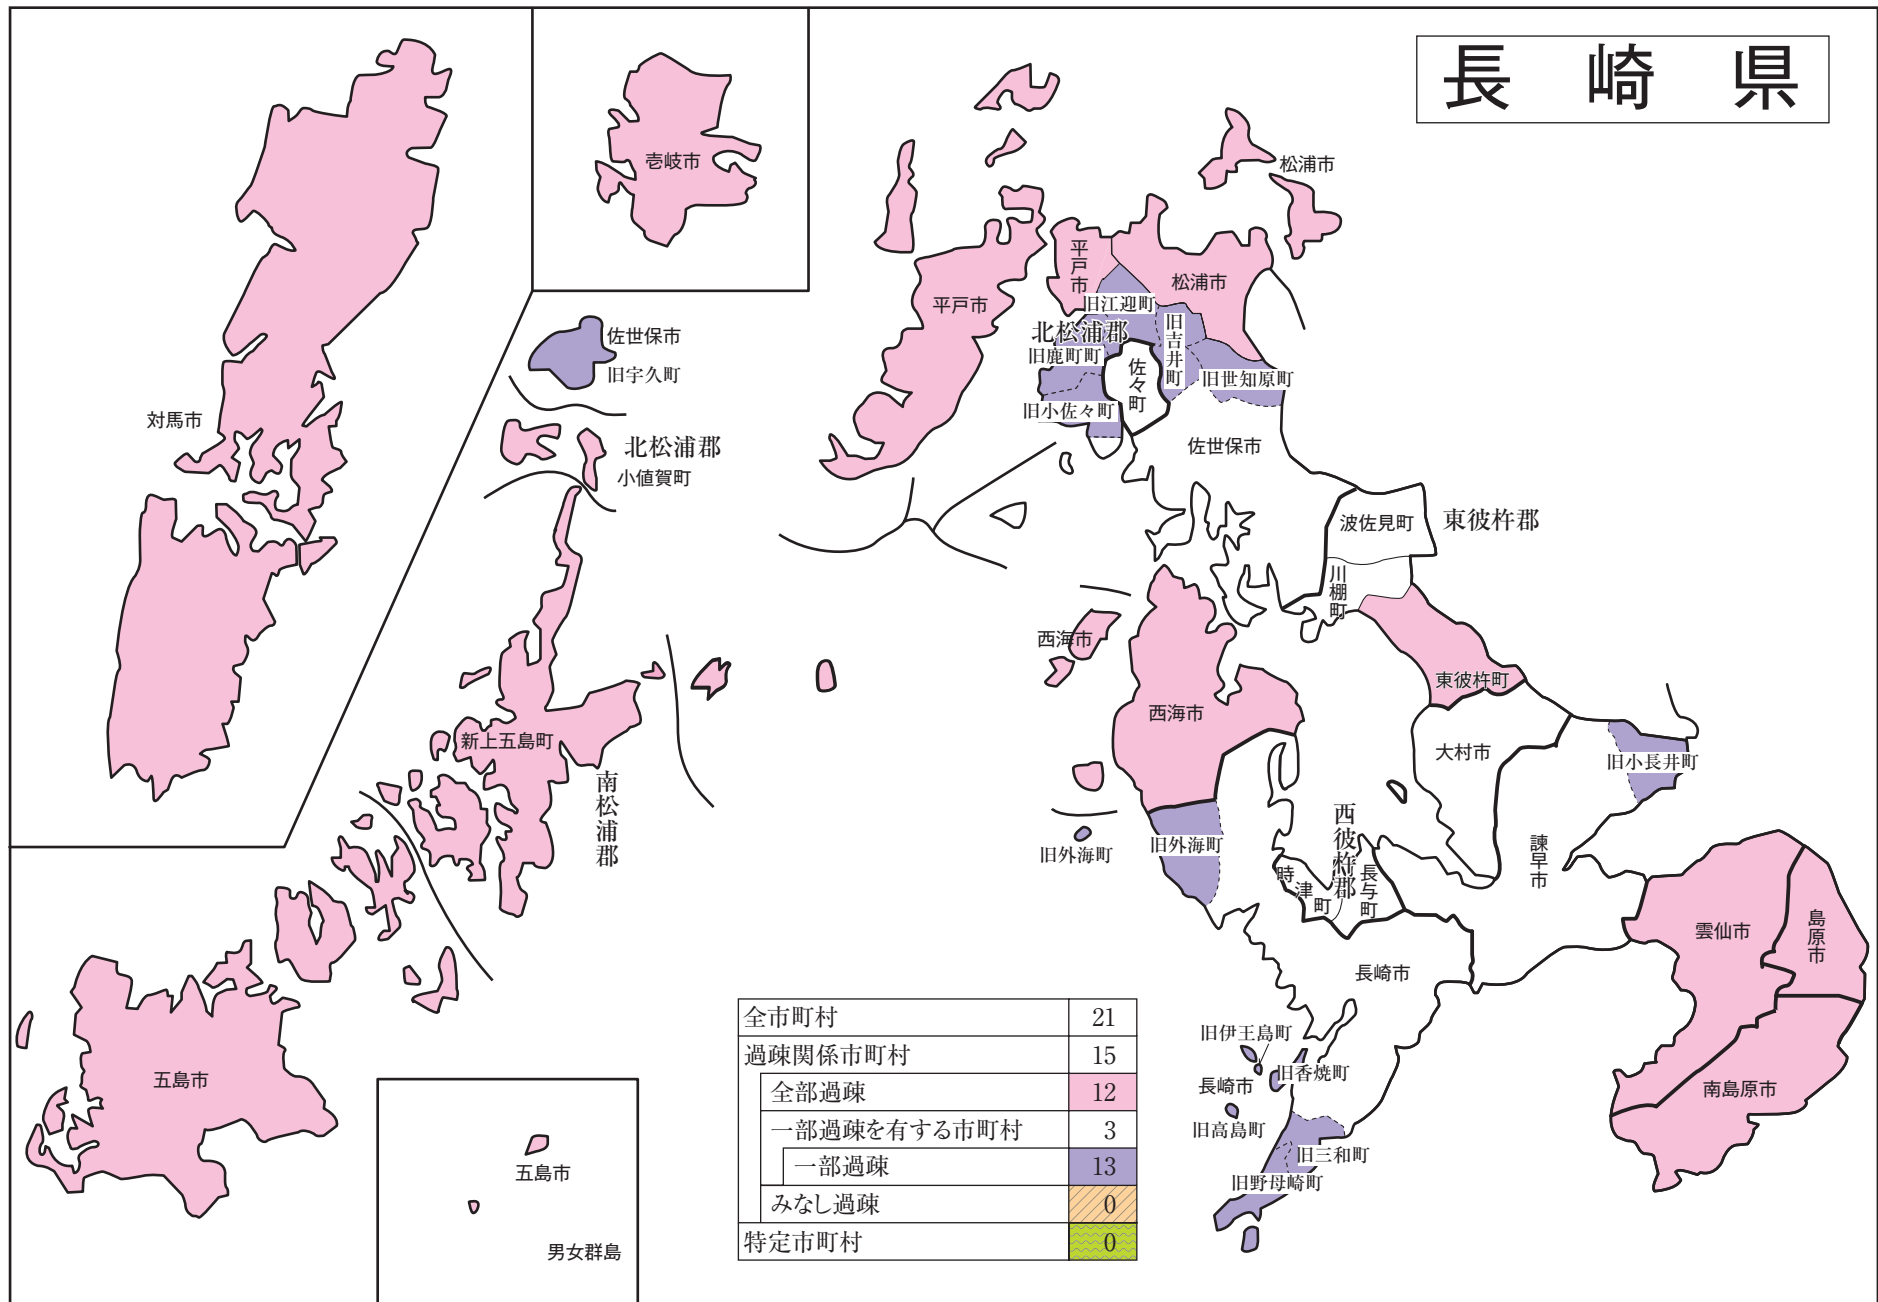 長崎県
壱岐市
対馬市
佐世保市
旧宇久町
北松浦郡
小値賀町
新上五島町
南松浦郡
五島市
五島市
男女群島
松浦市
平戸市
平戸市
松浦市
旧江迎町
北松浦郡
旧吉井町
旧鹿町町
佐々町
旧世知原町
旧小佐々町
佐世保市
波佐見町
東彼杵郡
川棚町
西海市
東彼杵町
西海市
大村市
旧小長井町
旧外海町
旧外海町
西彼杵郡
時津町
長与町
諫早市
雲仙市
島原市
長崎市
旧伊王島町
旧香焼町
長崎市
旧高島町
旧三和町
旧野母崎町
南島原市
全市町村 21
過疎関係市町村 15
全部過疎 12
一部過疎を有する市町村 3
一部過疎 13
みなし過疎 0
特定市町村 0